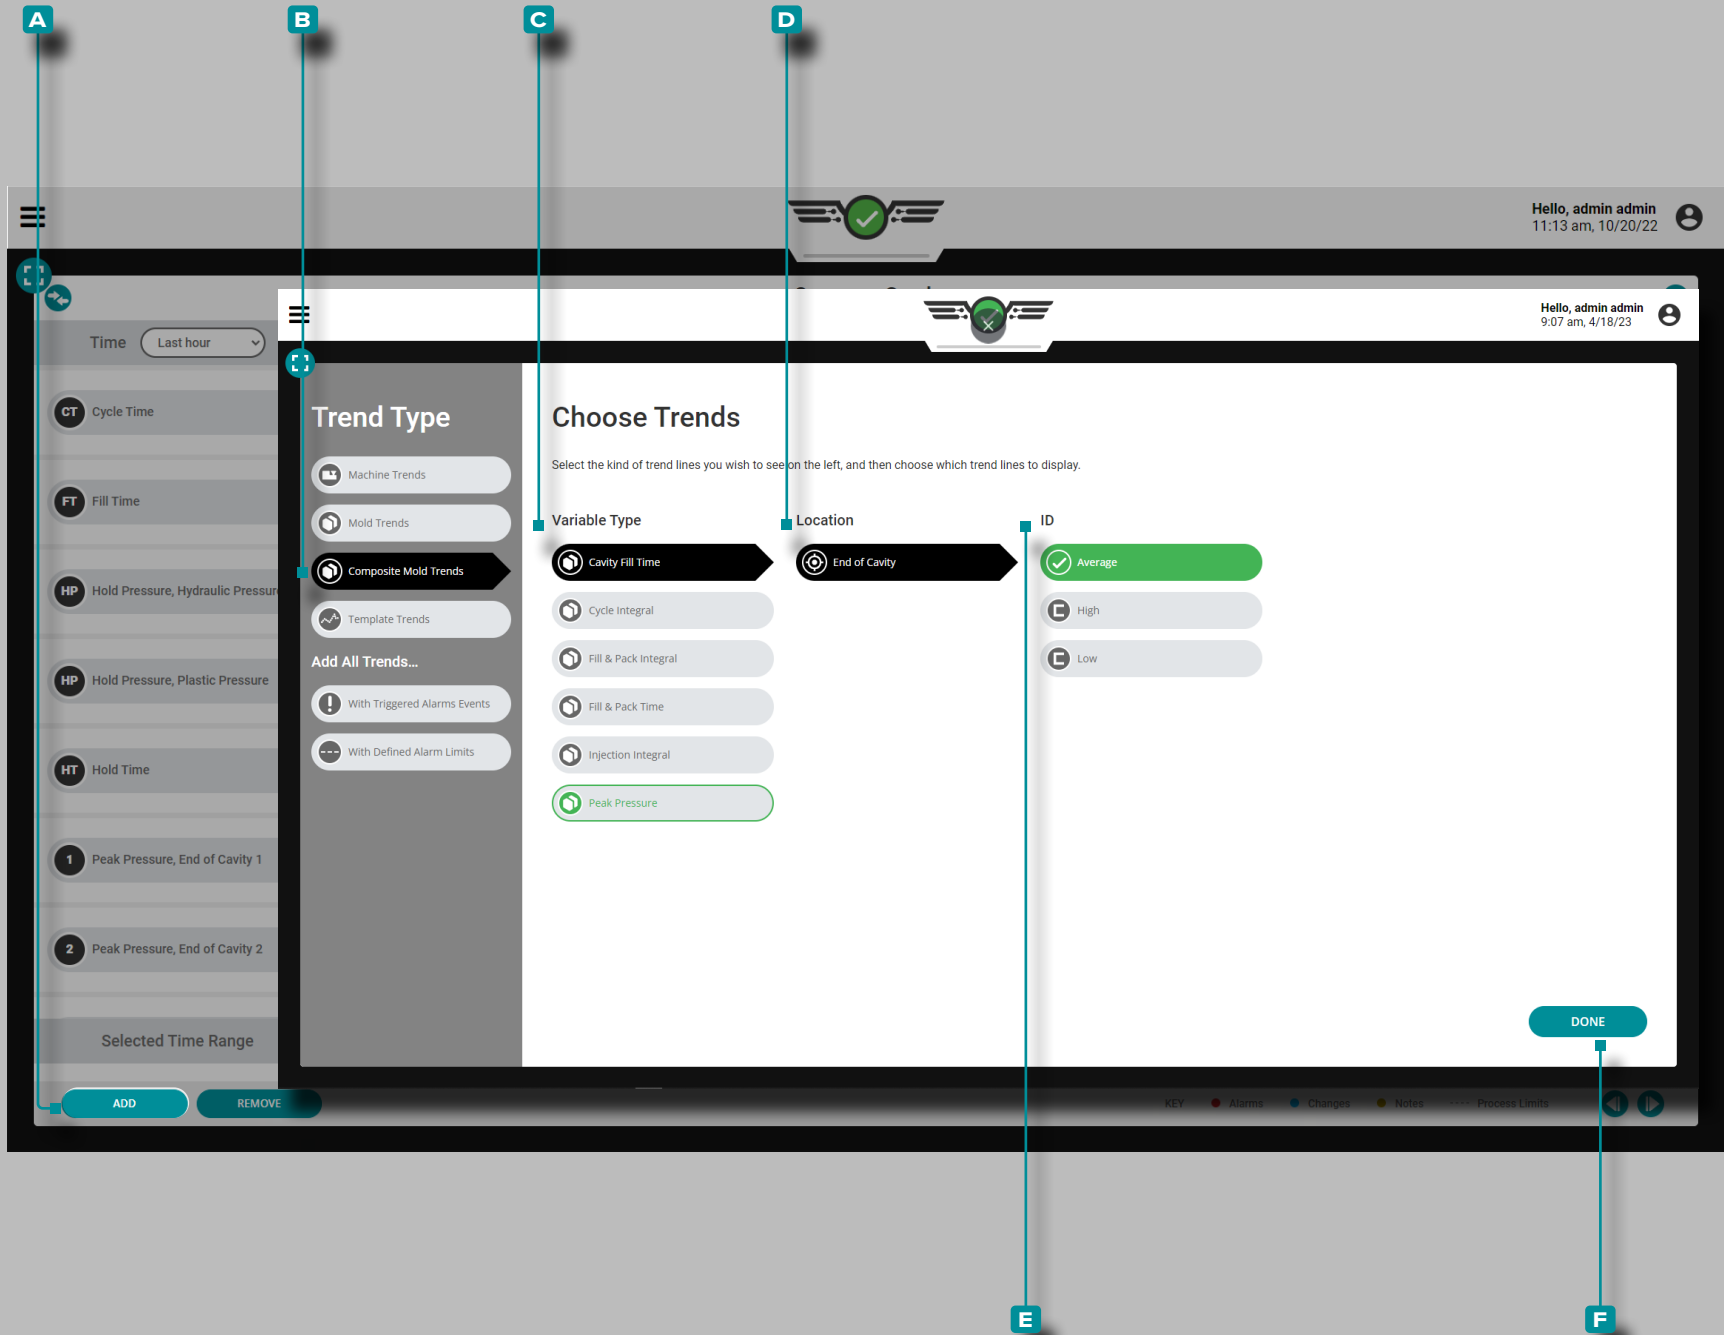 A
B
C
D
Hello, admin admin
11:13 am, 10/20/22
Time
Last hour
CT Cycle Time
FT Fill Time
HP Hold Pressure, Hydraulic Pressure
HP Hold Pressure, Plastic Pressure
HT Hold Time
1 Peak Pressure, End of Cavity 1
2 Peak Pressure, End of Cavity 2
Selected Time Range
ADD
REMOVE
Hello, admin admin
9:07 am, 4/18/23
Trend Type
Machine Trends
Mold Trends
Composite Mold Trends
Template Trends
Add All Trends...
With Triggered Alarms Events
With Defined Alarm Limits
Choose Trends
Select the kind of trend lines you wish to see on the left, and then choose which trend lines to display.
Variable Type
Cavity Fill Time
Cycle Integral
Fill & Pack Integral
Fill & Pack Time
Injection Integral
Peak Pressure
Location
End of Cavity
ID
Average
High
Low
DONE
KEY
Alarms
Changes
Notes
Process Limits
E
F